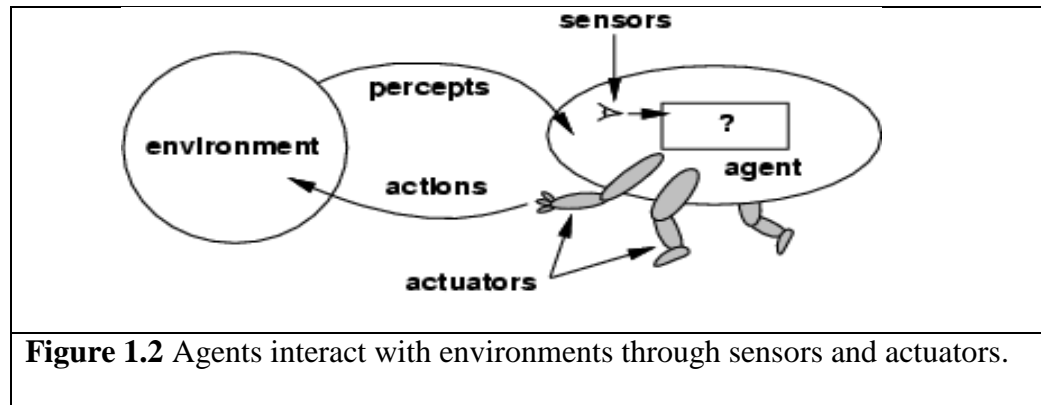 sensors
percepts
?
environment
agent
actions
actuators
Figure 1.2 Agents interact with environments through sensors and actuators.